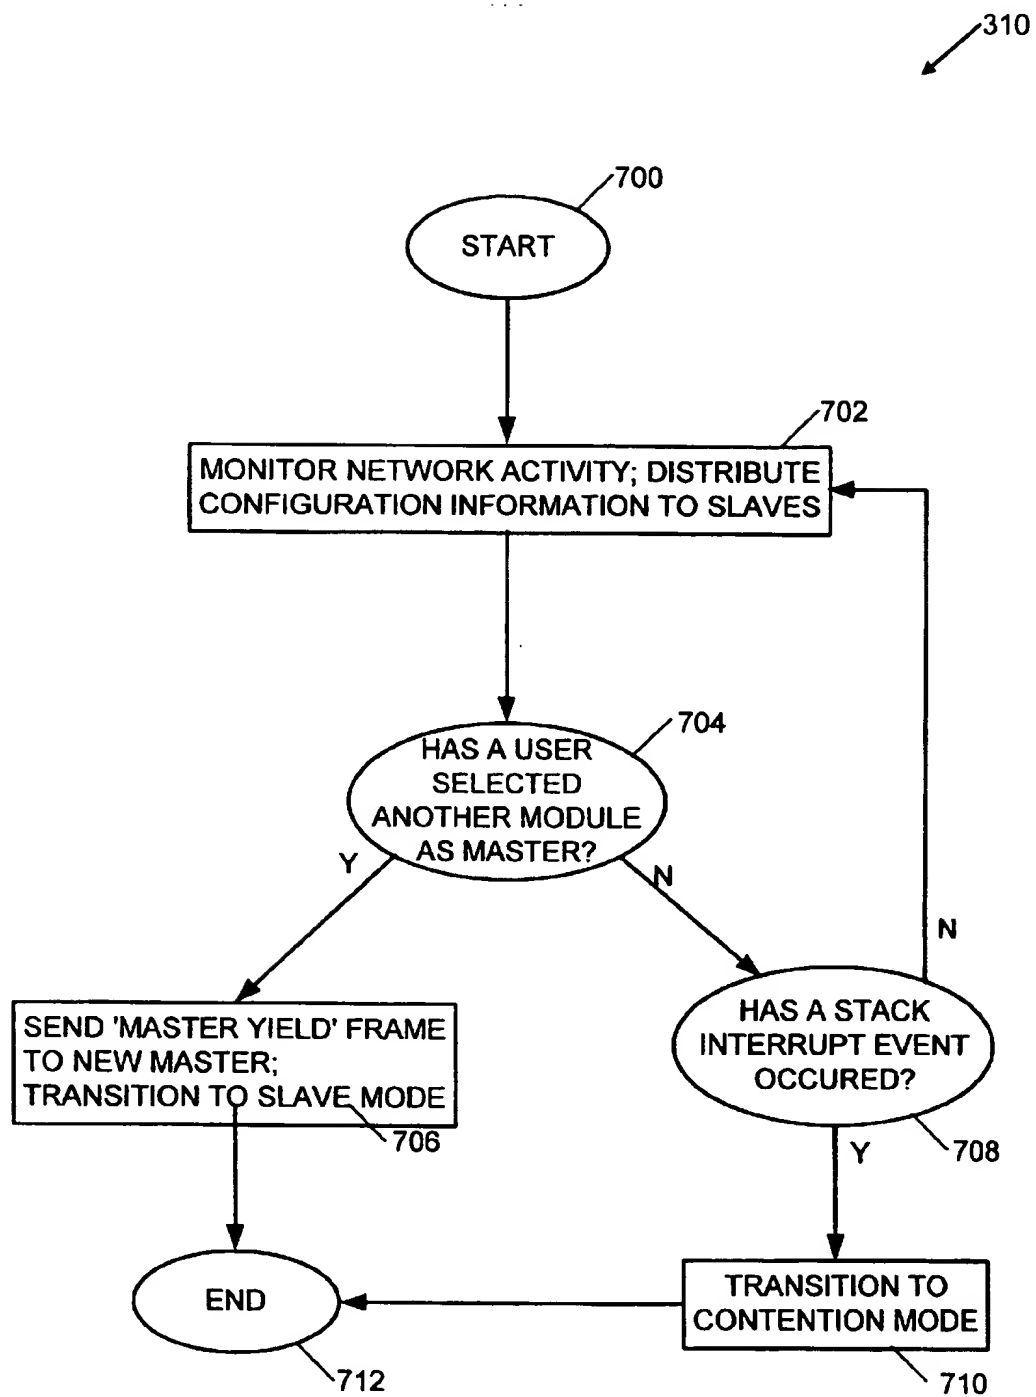 310
700
START
702
MONITOR NETWORK ACTIVITY; DISTRIBUTE
CONFIGURATION INFORMATION TO SLAVES
704
HAS A USER
SELECTED
ANOTHER MODULE
AS MASTER?
Y
N
N
SEND 'MASTER YIELD' FRAME
TO NEW MASTER;
TRANSITION TO SLAVE MODE
706
HAS A STACK
INTERRUPT EVENT
OCCURED?
708
Y
END
712
TRANSITION TO
CONTENTION MODE
710